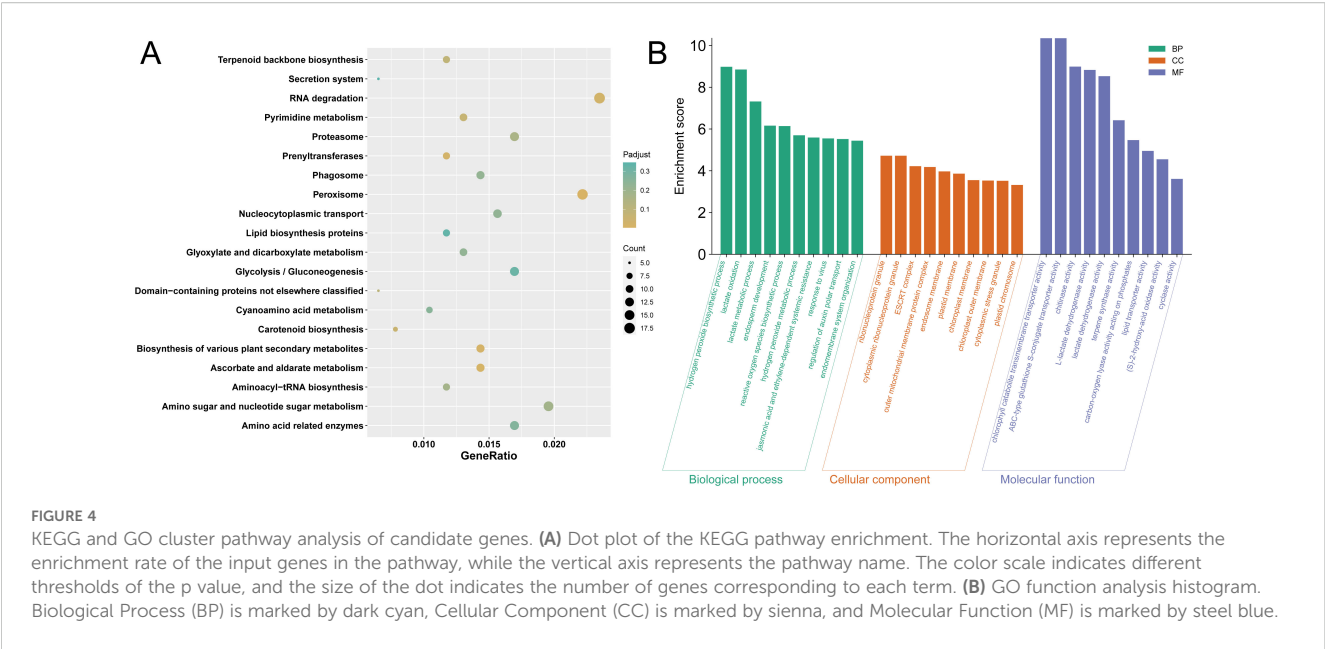 A
Terpenoid backbone biosynthesis
Secretion system
RNA degradation
Pyrimidine metabolism
Proteasome
Prenyltransferases
Phagosome
Peroxisome
Nucleocytoplasmic transport
Lipid biosynthesis proteins
Glyoxylate and dicarboxylate metabolism
Glycolysis / Gluconeogenesis
Domain−containing proteins not elsewhere classified
Cyanoamino acid metabolism
Carotenoid biosynthesis
Biosynthesis of various plant secondary metabolites
Ascorbate and aldarate metabolism
Aminoacyl−tRNA biosynthesis
Amino sugar and nucleotide sugar metabolism
Amino acid related enzymes
0.010 0.015 0.020
GeneRatio
Padjust
0.3
0.2
0.1
Count
5.0
7.5
10.0
12.5
15.0
17.5
B
Enrichment score
10
8
6
4
2
0
BP
CC
MF
hydrogen peroxide biosynthetic process
lactate oxidation
lactate metabolic process
endosperm development
reactive oxygen species biosynthetic process
hydrogen peroxide metabolic process
jasmonic acid and ethylene-dependent systemic resistance
response to virus
regulation of auxin polar transport
endomembrane system organization
ribonucleoprotein granule
cytoplasmic ribonucleoprotein granule
ESCRT complex
outer mitochondrial membrane protein complex
endosome membrane
plastid membrane
chloroplast membrane
chloroplast outer membrane
cytoplasmic stress granule
plastid chromosome
chlorophyll catabolite transmembrane transporter activity
ABC-type glutathione S-conjugate transporter activity
chitinase activity
L-lactate dehydrogenase activity
lactate dehydrogenase activity
terpene synthase activity
carbon-oxygen lyase activity acting on phosphates
lipid transporter activity
(S)-2-hydroxy-acid oxidase activity
cyclase activity
Biological process
Cellular component
Molecular function
FIGURE 4
KEGG and GO cluster pathway analysis of candidate genes. (A) Dot plot of the KEGG pathway enrichment. The horizontal axis represents the
enrichment rate of the input genes in the pathway, while the vertical axis represents the pathway name. The color scale indicates different
thresholds of the p value, and the size of the dot indicates the number of genes corresponding to each term. (B) GO function analysis histogram.
Biological Process (BP) is marked by dark cyan, Cellular Component (CC) is marked by sienna, and Molecular Function (MF) is marked by steel blue.